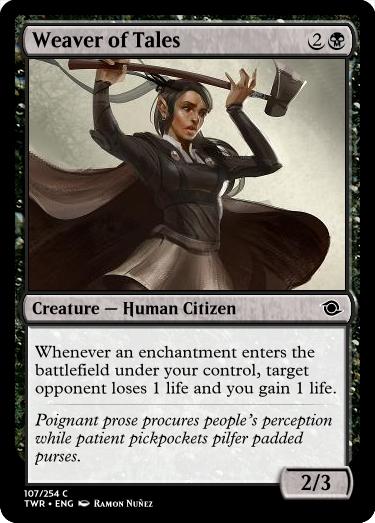 Weaver of Tales 2
Creature — Human Citizen
Whenever an enchantment enters the
battlefield under your control, target
opponent loses 1 life and you gain 1 life.
Poignant prose procures people's perception
while patient pickpockets pilfer padded
purses.
2/3
107/254 C
TWR • ENG Ramon Nuñez